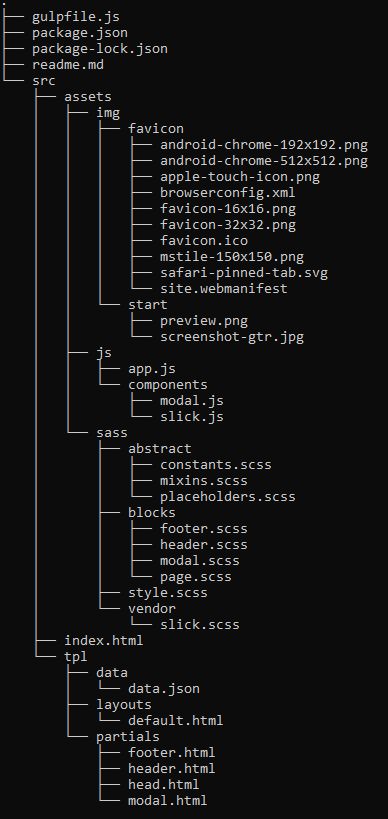 .
├── gulpfile.js
├── package.json
├── package-lock.json
├── readme.md
└── src
    ├── assets
    │   ├── img
    │   │   ├── favicon
    │   │   │   ├── android-chrome-192x192.png
    │   │   │   ├── android-chrome-512x512.png
    │   │   │   ├── apple-touch-icon.png
    │   │   │   ├── browserconfig.xml
    │   │   │   ├── favicon-16x16.png
    │   │   │   ├── favicon-32x32.png
    │   │   │   ├── favicon.ico
    │   │   │   ├── mstile-150x150.png
    │   │   │   ├── safari-pinned-tab.svg
    │   │   │   └── site.webmanifest
    │   │   └── start
    │   │       ├── preview.png
    │   │       └── screenshot-gtr.jpg
    │   ├── js
    │   │   ├── app.js
    │   │   └── components
    │   │       ├── modal.js
    │   │       └── slick.js
    │   └── sass
    │       ├── abstract
    │       │   ├── constants.scss
    │       │   ├── mixins.scss
    │       │   └── placeholders.scss
    │       ├── blocks
    │       │   ├── footer.scss
    │       │   ├── header.scss
    │       │   ├── modal.scss
    │       │   └── page.scss
    │       ├── style.scss
    │       └── vendor
    │           └── slick.scss
    ├── index.html
    └── tpl
        ├── data
        │   └── data.json
        ├── layouts
        │   └── default.html
        └── partials
            ├── footer.html
            ├── header.html
            ├── head.html
            └── modal.html